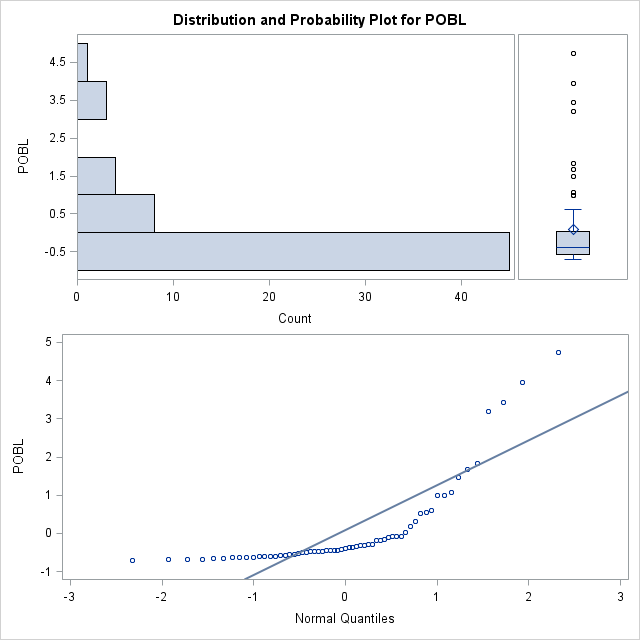 Distribution and Probability Plot for POBL
4.5
3.5
2.5
1.5
0.5
-0.5
POBL
0 10 20 30 40
Count
5
4
3
2
1
0
-1
POBL
-3 -2 -1 0 1 2 3
Normal Quantiles